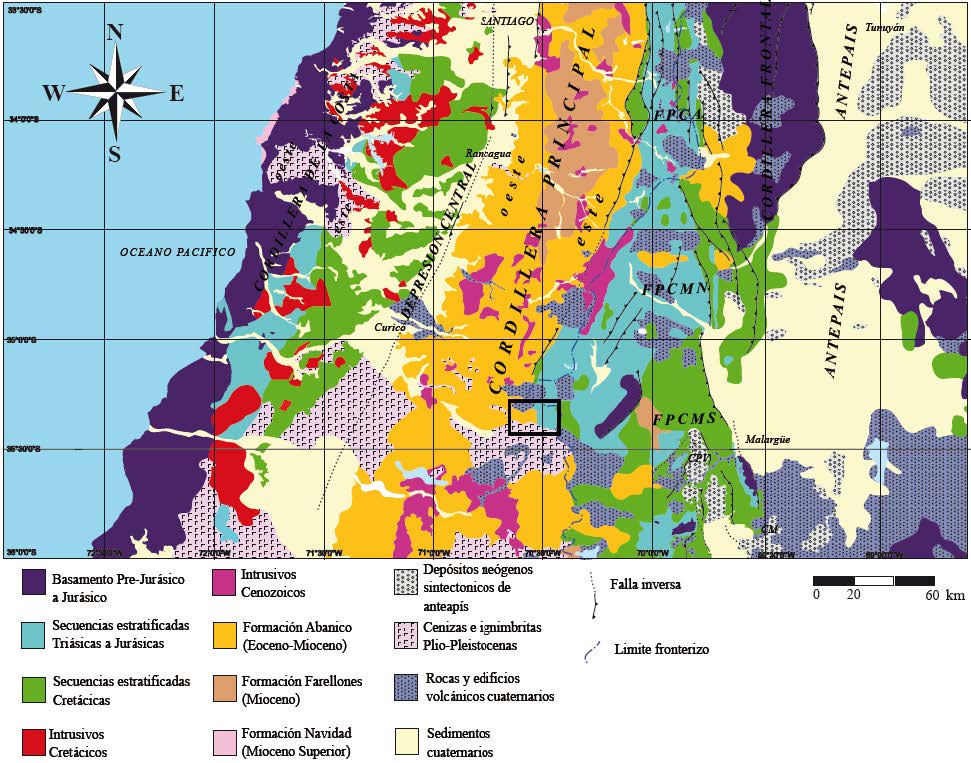 33°30'0"S
SANTIAGO
Tunuyán
N
W E
S
34°0'0"S
Rancagua
34°30'0"S
OCEANO PACIFICO
Curico
35°0'0"S
35°30'0"S
36°0'0"S
CORDILLERA DE LA COSTA
OESTE
ESTE
DEPRESION CENTRAL
oeste
CORDILLERA PRINCIPAL
este
FPCA
FPCMN
FPCMS
CORDILLERA FRONTAL
ANTEPAIS
ANTEPAIS
Malargüe
CPV
CM
72°30'0"W 72°0'0"W 71°30'0"W 71°0'0"W 70°30'0"W 70°0'0"W 69°30'0"W 69°00'0"W
Basamento Pre-Jurásico
a Jurásico
Secuencias estratificadas
Triásicas a Jurásicas
Secuencias estratificadas
Cretácicas
Intrusivos
Cretácicos
Intrusivos
Cenozoicos
Formación Abanico
(Eoceno-Mioceno)
Formación Farellones
(Mioceno)
Formación Navidad
(Mioceno Superior)
Depósitos neógenos
sintectonicos de
anteapís
Cenizas e ignimbritas
Plio-Pleistocenas
Rocas y edificios
volcánicos cuaternarios
Sedimentos
cuaternarios
Falla inversa
Limite fronterizo
0 20 60 km